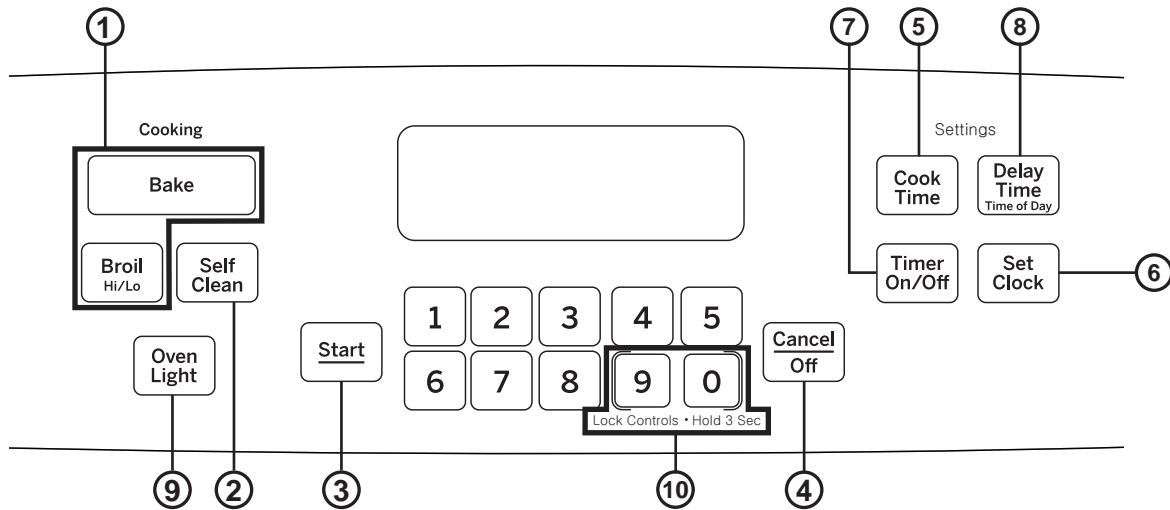 1
7
5
8
Cooking
Settings
Bake
Cook
Time
Delay
Time
Time of Day
Broil
Hi/Lo
Self
Clean
Timer
On/Off
Set
Clock
6
1 2 3 4 5
Start
Cancel
Off
Oven
Light
6 7 8 9 0
Lock Controls • Hold 3 Sec
9
2
3
10
4